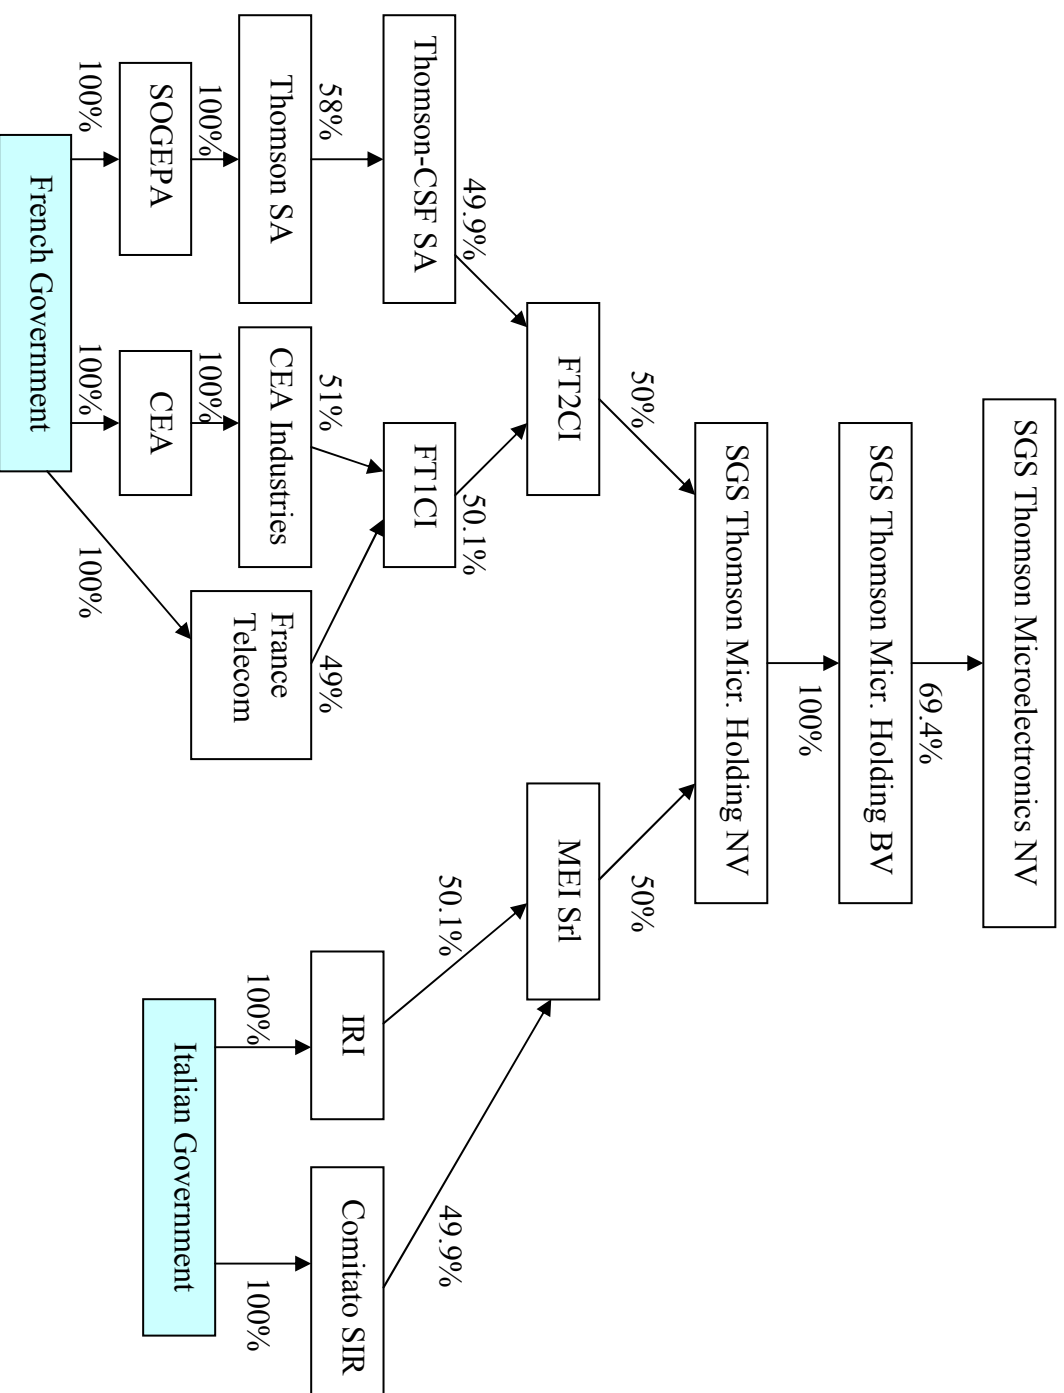 SGS Thomson Microelectronics NV
69.4%
SGS Thomson Micr. Holding BV
100%
SGS Thomson Micr. Holding NV
50%
50%
FT2CI
MEI Srl
49.9%
50.1%
50.1%
49.9%
Thomson-CSF SA
FT1CI
58%
51%
49%
IRI
Comitato SIR
Thomson SA
CEA Industries
France
Telecom
100%
100%
100%
100%
SOGEPA
CEA
Italian Government
100%
100%
100%
French Government